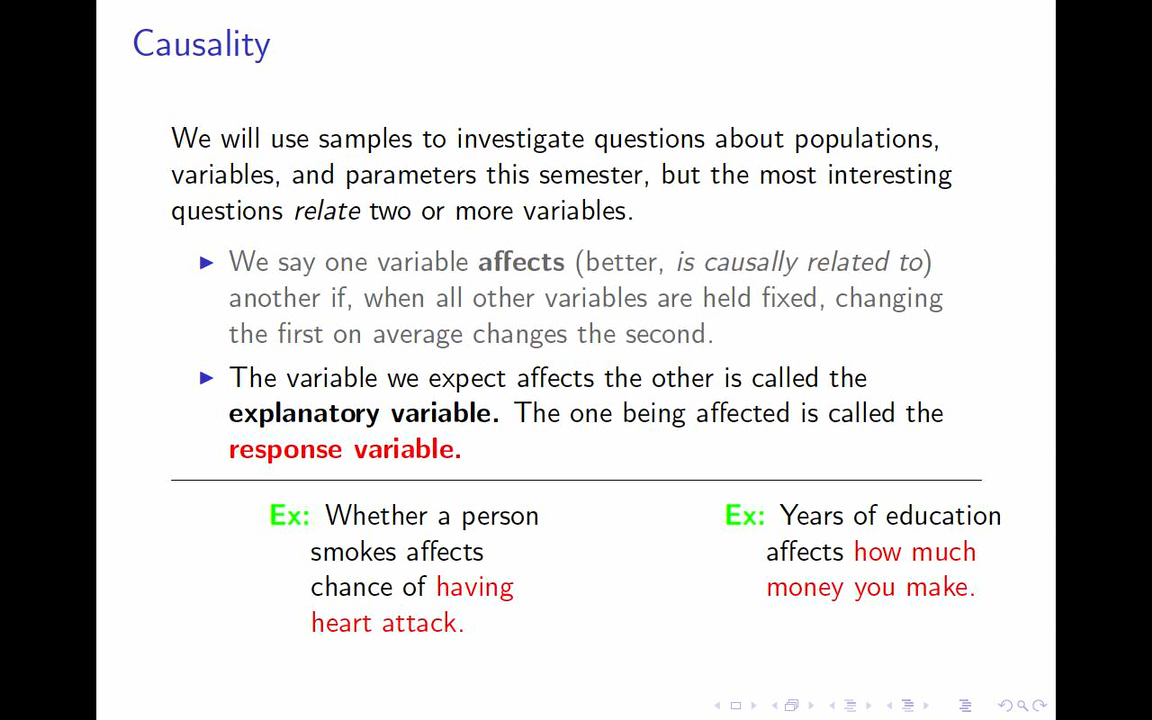 Causality
We will use samples to investigate questions about populations,
variables, and parameters this semester, but the most interesting
questions relate two or more variables.
We say one variable affects (better, is causally related to)
another if, when all other variables are held fixed, changing
the first on average changes the second.
The variable we expect affects the other is called the
explanatory variable. The one being affected is called the
response variable.
Ex: Whether a person
smokes affects
chance of having
heart attack.
Ex: Years of education
affects how much
money you make.